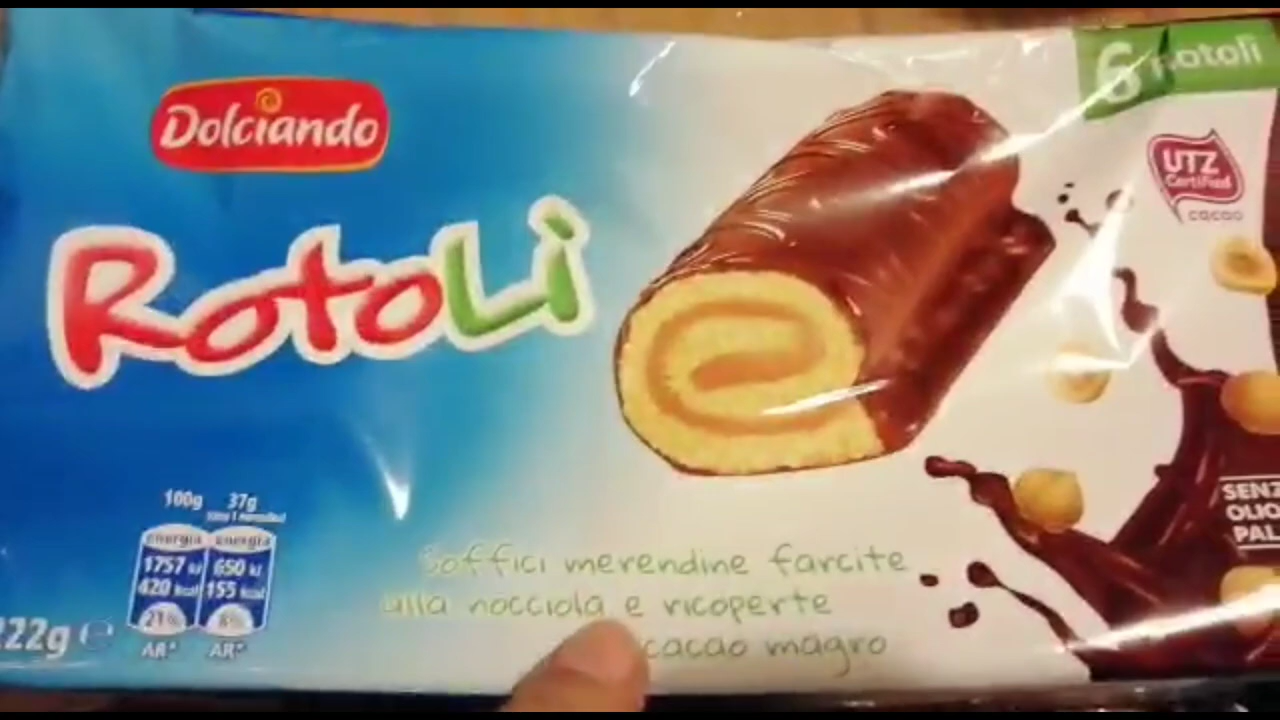 Dolciando
RotoLì
6 rotoli
UTZ
Certified
cacao
100g 37g
energia energia
1757 kJ 650 kJ
420 kcal 155 kcal
21% 8%
AR* AR*
222g e
Soffici merendine farcite
alla nocciola e ricoperte
cacao magro
SENZ
OLIO
PAL